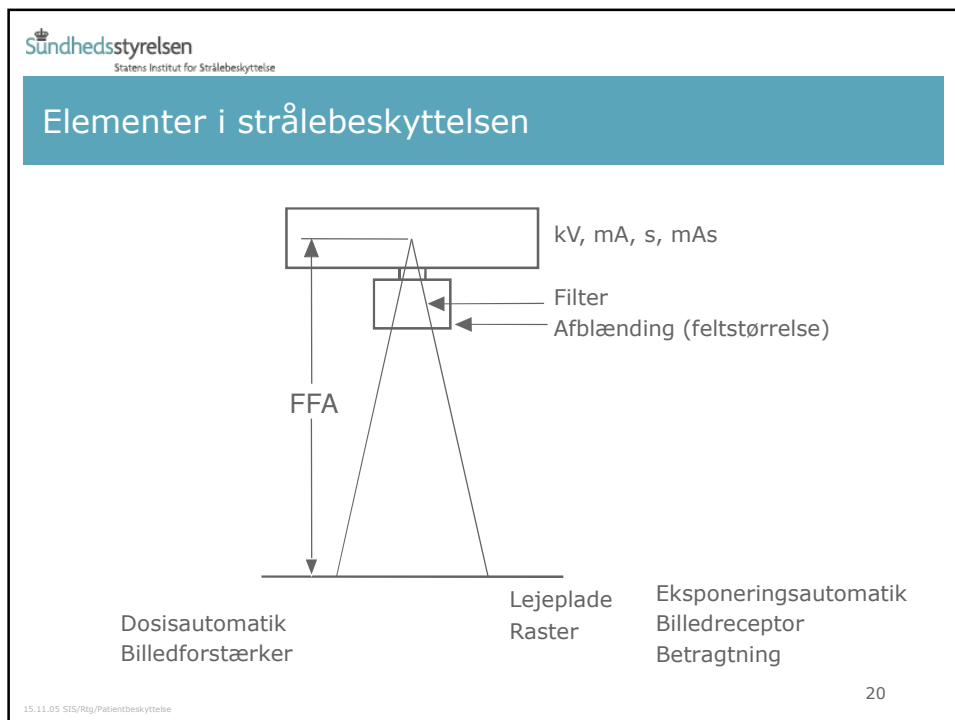 Sundhedsstyrelsen
Statens Institut for Strålebeskyttelse
Elementer i strålebeskyttelsen
kV, mA, s, mAs
Filter
Afblænding (feltstørrelse)
FFA
Lejeplade
Raster
Eksponeringsautomatik
Billedreceptor
Betragtning
Dosisautomatik
Billedforstærker
20
15.11.05 SIS/Rtg/Patientbeskyttelse